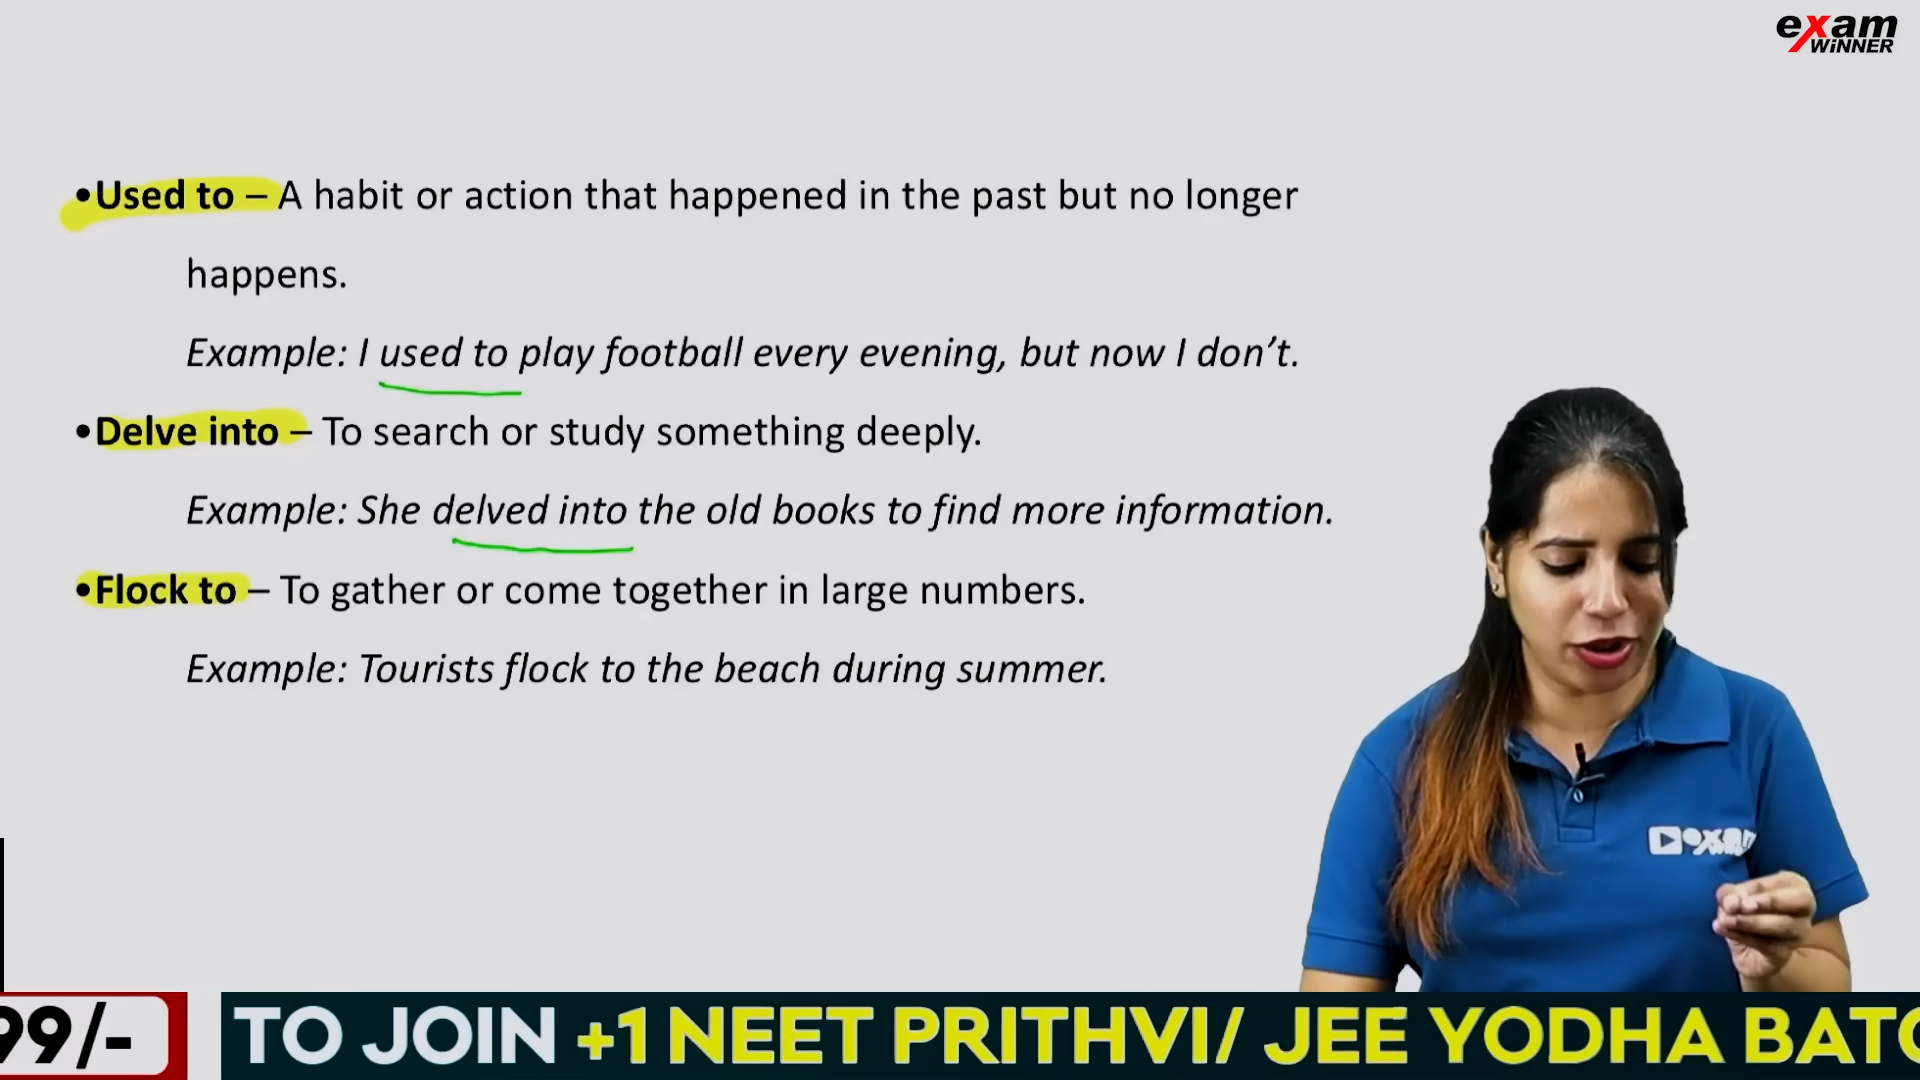 exam
WiNNER
•Used to – A habit or action that happened in the past but no longer
happens.
Example: I used to play football every evening, but now I don’t.
•Delve into – To search or study something deeply.
Example: She delved into the old books to find more information.
•Flock to – To gather or come together in large numbers.
Example: Tourists flock to the beach during summer.
exam
99/- TO JOIN +1 NEET PRITHVI/ JEE YODHA BATC